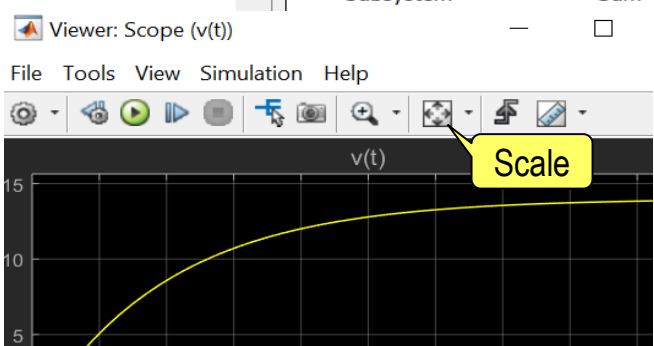 Viewer: Scope (v(t))
File Tools View Simulation Help
v(t)
Scale
15
10
5